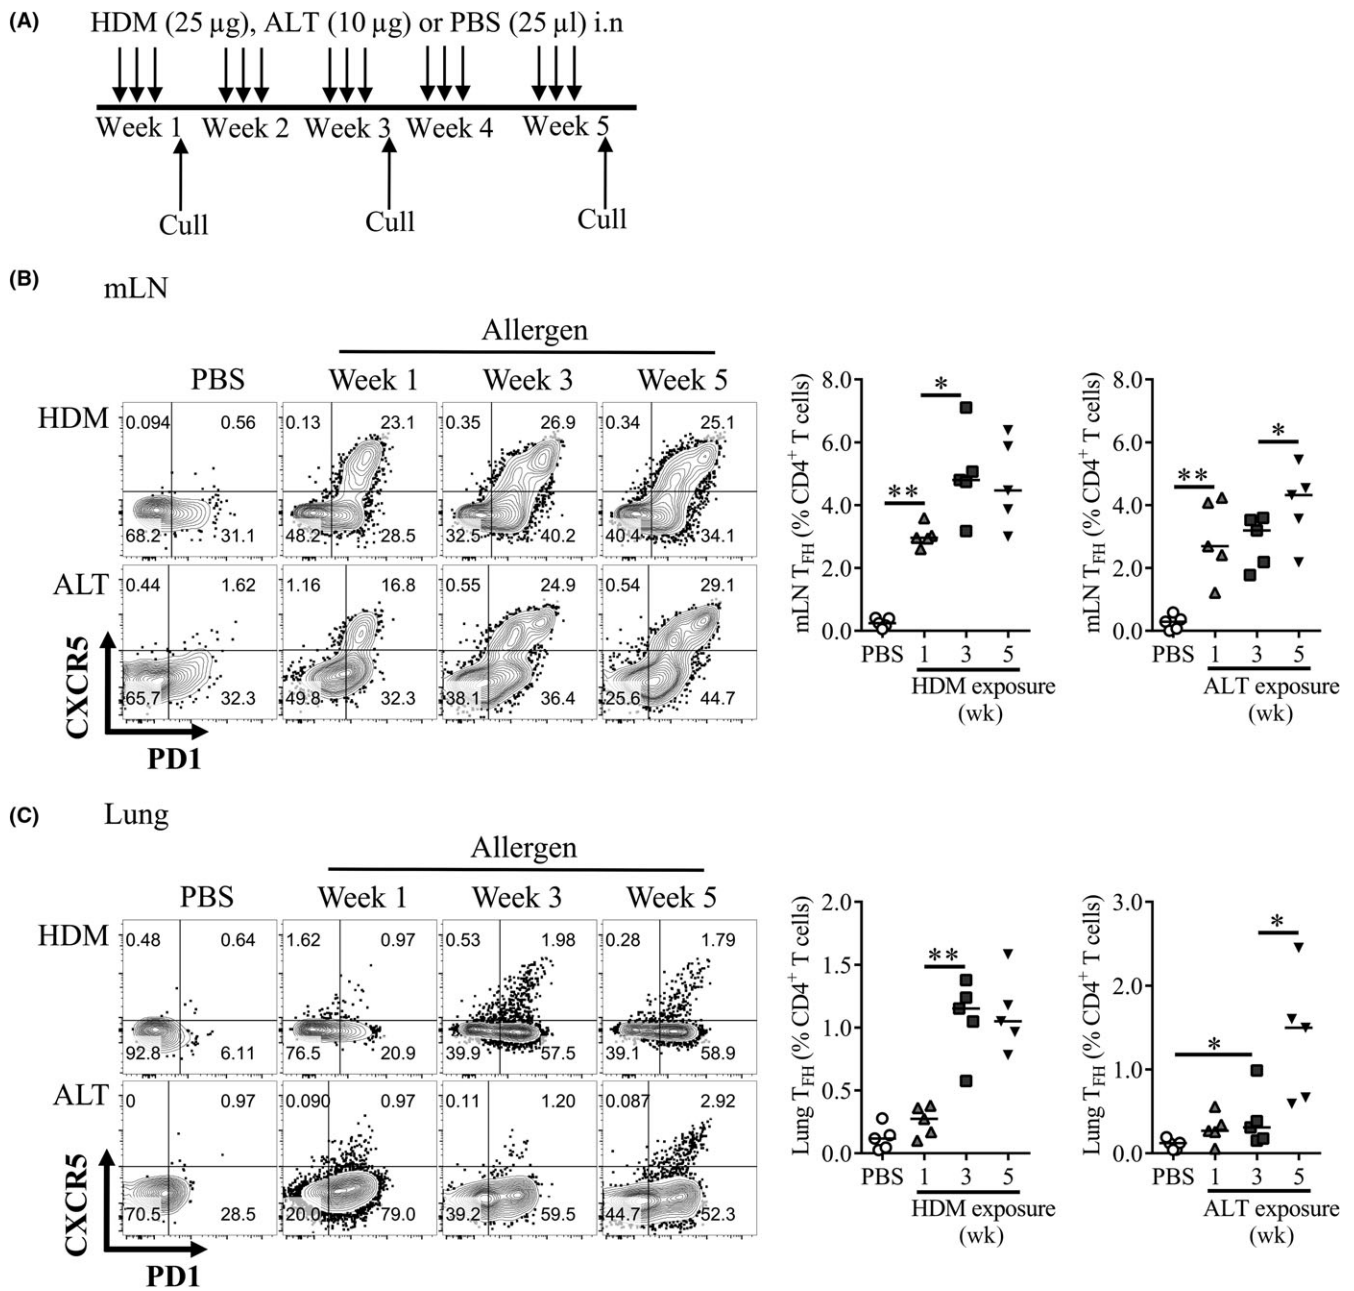 (A)
HDM (25 µg), ALT (10 µg) or PBS (25 µl) i.n
Week 1 Week 2 Week 3 Week 4 Week 5
Cull Cull Cull
(B)
mLN
Allergen
PBS Week 1 Week 3 Week 5
HDM
0.094 0.56 0.13 23.1 0.35 26.9 0.34 25.1
68.2 31.1 48.2 28.5 32.5 40.2 40.4 34.1
ALT
0.44 1.62 1.16 16.8 0.55 24.9 0.54 29.1
65.7 32.3 49.8 32.3 38.1 36.4 25.6 44.7
CXCR5
PD1
mLN TFH (% CD4+ T cells)
8.0
6.0
4.0
2.0
0.0
** *
PBS 1 3 5
HDM exposure
(wk)
mLN TFH (% CD4+ T cells)
8.0
6.0
4.0
2.0
0.0
** *
PBS 1 3 5
ALT exposure
(wk)
(C)
Lung
Allergen
PBS Week 1 Week 3 Week 5
HDM
0.48 0.64 1.62 0.97 0.53 1.98 0.28 1.79
92.8 6.11 76.5 20.9 39.9 57.5 39.1 58.9
ALT
0 0.97 0.090 0.97 0.11 1.20 0.087 2.92
70.5 28.5 20.0 79.0 39.2 59.5 44.7 52.3
CXCR5
PD1
Lung TFH (% CD4+ T cells)
2.0
1.5
1.0
0.5
0.0
**
PBS 1 3 5
HDM exposure
(wk)
Lung TFH (% CD4+ T cells)
3.0
2.0
1.0
0.0
* *
PBS 1 3 5
ALT exposure
(wk)